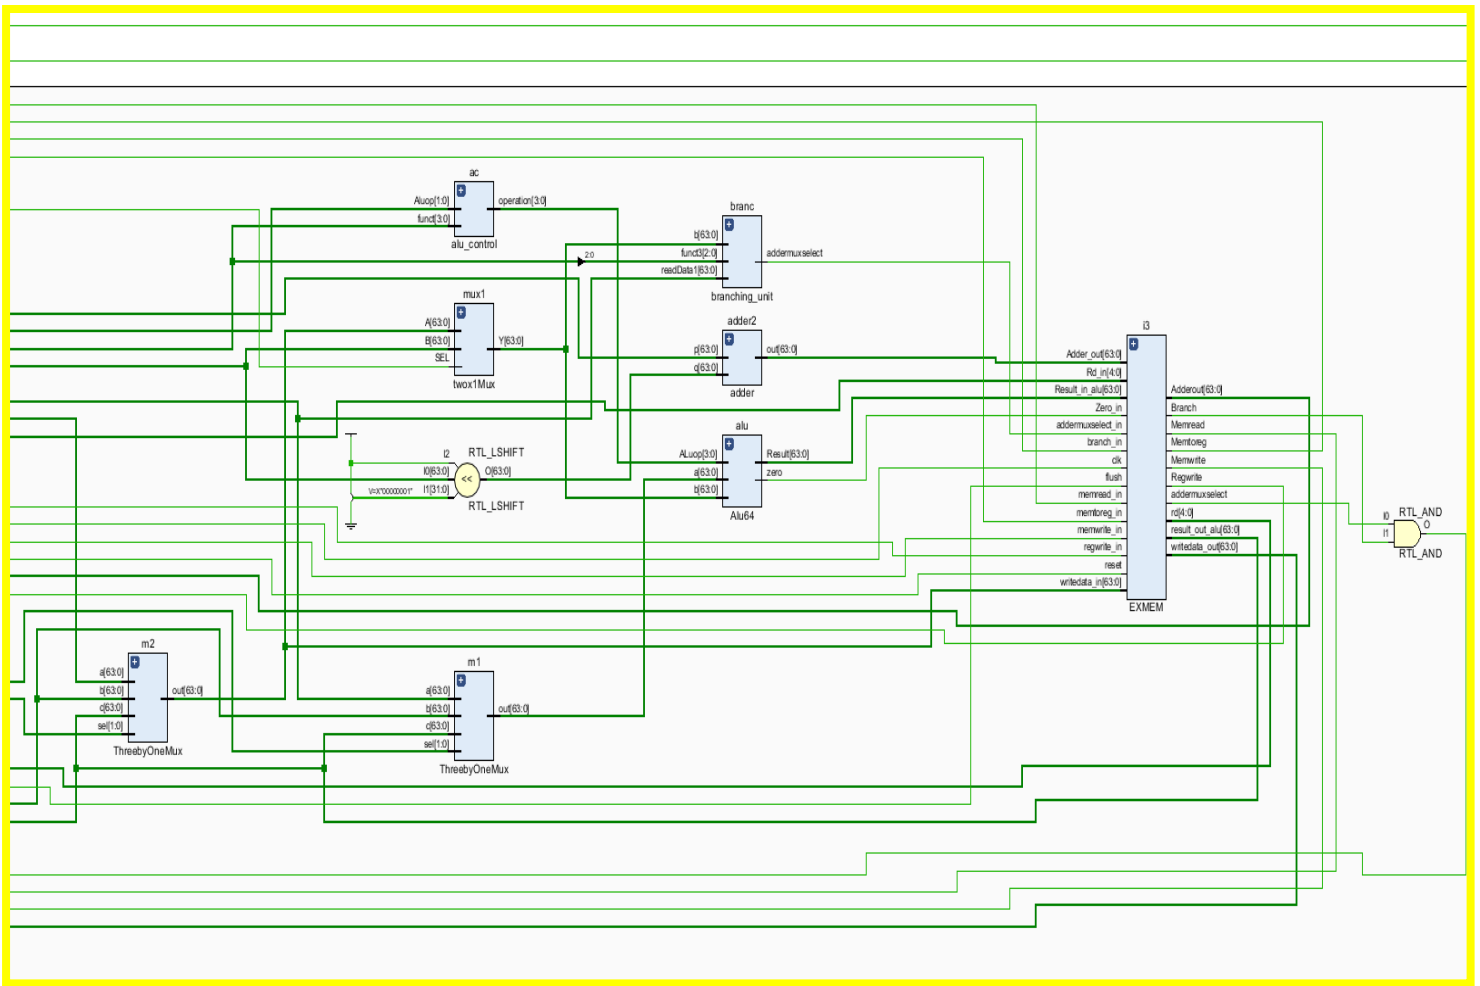 ac
Aluop[1:0]
operation[3:0]
funct[3:0]
alu_control
branc
b[63:0]
2:0
funct3[2:0]
addermuxselect
readData1[63:0]
branching_unit
mux1
A[63:0]
B[63:0]
Y[63:0]
SEL
twox1Mux
adder2
p[63:0]
out[63:0]
q[63:0]
adder
i3
Adder_out[63:0]
Rd_in[4:0]
Result_in_alu[63:0]
Zero_in
addermuxselect_in
branch_in
clk
flush
memread_in
memtoreg_in
memwrite_in
regwrite_in
reset
writedata_in[63:0]
Adderout[63:0]
Branch
Memread
Memtoreg
Memwrite
Regwrite
addermuxselect
rd[4:0]
result_out_alu[63:0]
writedata_out[63:0]
EXMEM
alu
ALuop[3:0]
Result[63:0]
a[63:0]
zero
b[63:0]
Alu64
RTL_LSHIFT
I2
I0[63:0]
<<
O[63:0]
V=X"00000001"
I1[31:0]
RTL_LSHIFT
RTL_AND
I0
O
I1
RTL_AND
m2
a[63:0]
b[63:0]
out[63:0]
c[63:0]
sel[1:0]
ThreebyOneMux
m1
a[63:0]
b[63:0]
out[63:0]
c[63:0]
sel[1:0]
ThreebyOneMux